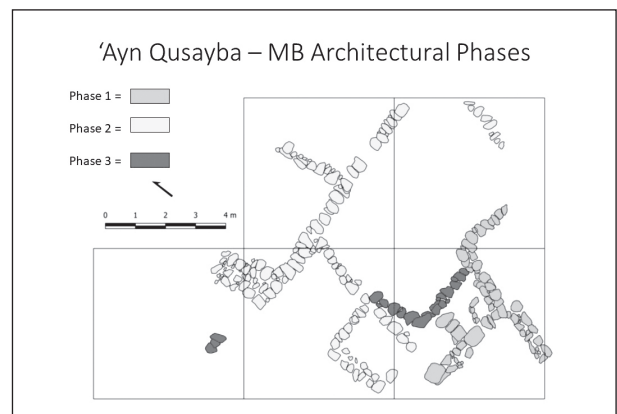 ‘Ayn Qusayba – MB Architectural Phases
Phase 1 =
Phase 2 =
Phase 3 =
0 1 2 3 4 m